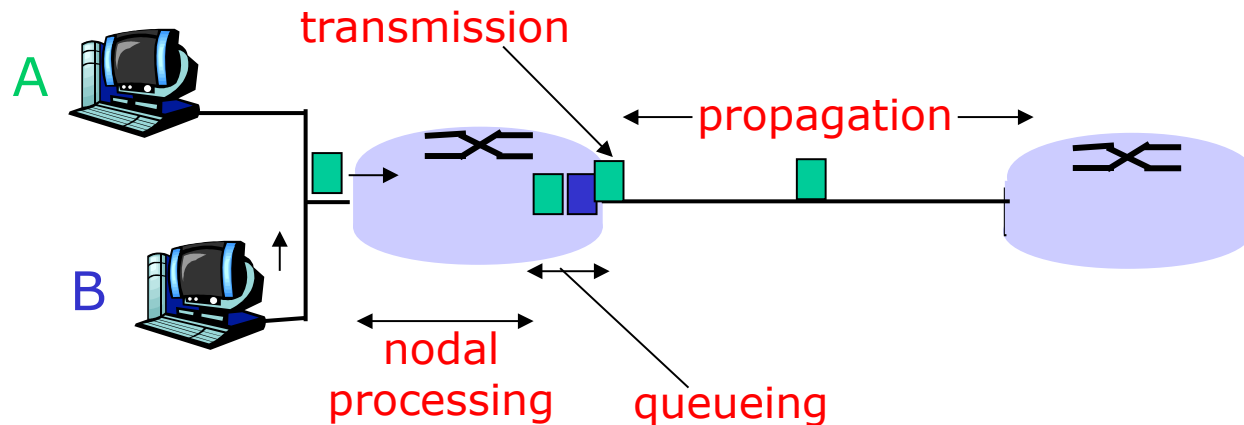 transmission
A
propagation
B
nodal
processing
queueing